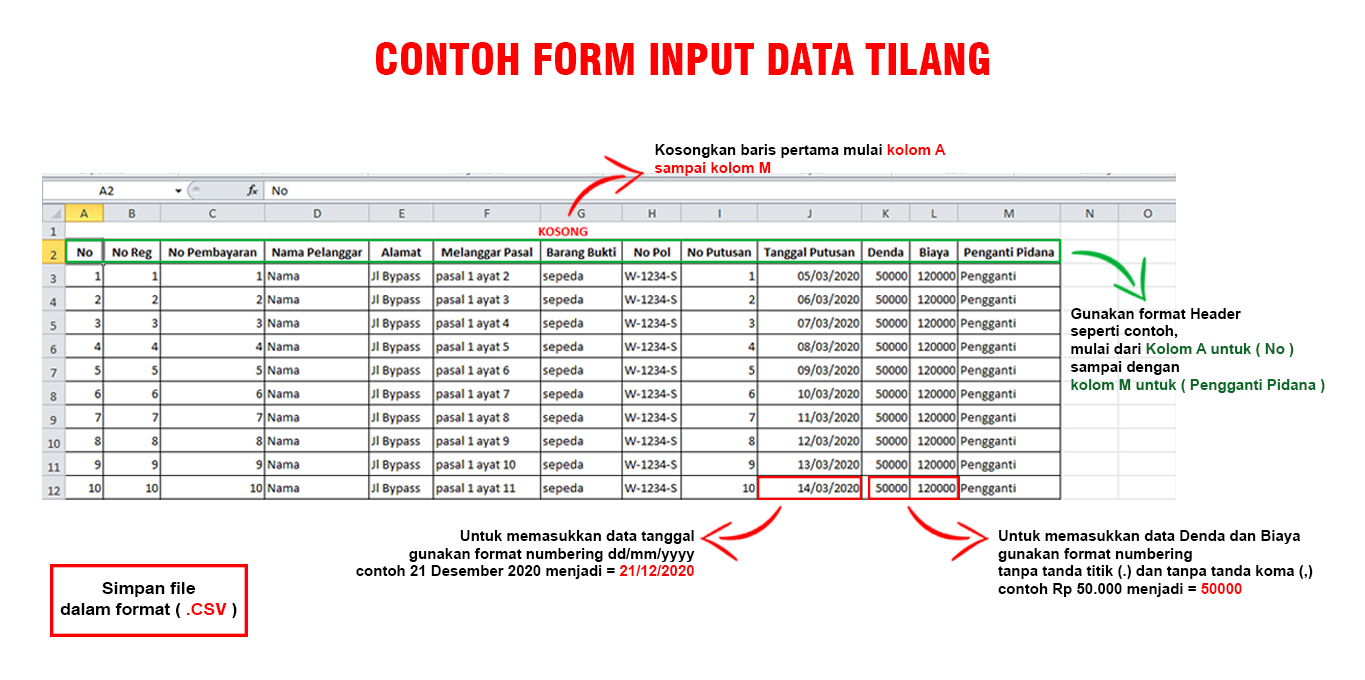 CONTOH FORM INPUT DATA TILANG
Kosongkan baris pertama mulai kolom A
sampai kolom M
A2 fx No
A B C D E F G H I J K L M N O
1 KOSONG
2 No No Reg No Pembayaran Nama Pelanggar Alamat Melanggar Pasal Barang Bukti No Pol No Putusan Tanggal Putusan Denda Biaya Penganti Pidana
3 1 1 1 Nama Jl Bypass pasal 1 ayat 2 sepeda W-1234-S 1 05/03/2020 50000 120000 Pengganti
4 2 2 2 Nama Jl Bypass pasal 1 ayat 3 sepeda W-1234-S 2 06/03/2020 50000 120000 Pengganti
5 3 3 3 Nama Jl Bypass pasal 1 ayat 4 sepeda W-1234-S 3 07/03/2020 50000 120000 Pengganti
6 4 4 4 Nama Jl Bypass pasal 1 ayat 5 sepeda W-1234-S 4 08/03/2020 50000 120000 Pengganti
7 5 5 5 Nama Jl Bypass pasal 1 ayat 6 sepeda W-1234-S 5 09/03/2020 50000 120000 Pengganti
8 6 6 6 Nama Jl Bypass pasal 1 ayat 7 sepeda W-1234-S 6 10/03/2020 50000 120000 Pengganti
9 7 7 7 Nama Jl Bypass pasal 1 ayat 8 sepeda W-1234-S 7 11/03/2020 50000 120000 Pengganti
10 8 8 8 Nama Jl Bypass pasal 1 ayat 9 sepeda W-1234-S 8 12/03/2020 50000 120000 Pengganti
11 9 9 9 Nama Jl Bypass pasal 1 ayat 10 sepeda W-1234-S 9 13/03/2020 50000 120000 Pengganti
12 10 10 10 Nama Jl Bypass pasal 1 ayat 11 sepeda W-1234-S 10 14/03/2020 50000 120000 Pengganti
Gunakan format Header
seperti contoh,
mulai dari Kolom A untuk ( No )
sampai dengan
kolom M untuk ( Pengganti Pidana )
Untuk memasukkan data tanggal
gunakan format numbering dd/mm/yyyy
contoh 21 Desember 2020 menjadi = 21/12/2020
Untuk memasukkan data Denda dan Biaya
gunakan format numbering
tanpa tanda titik (.) dan tanpa tanda koma (,)
contoh Rp 50.000 menjadi = 50000
Simpan file
dalam format ( .CSV )